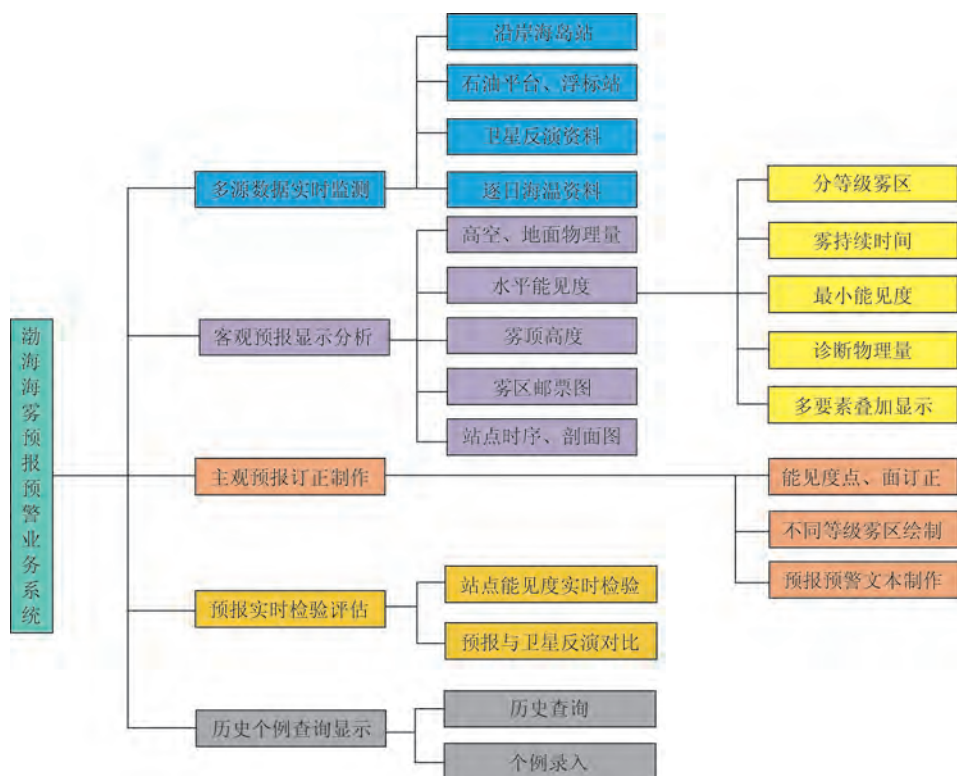 渤海海雾预报预警业务系统
多源数据实时监测
沿岸海岛站
石油平台、浮标站
卫星反演资料
逐日海温资料
客观预报显示分析
高空、地面物理量
水平能见度
雾顶高度
雾区邮票图
站点时序、剖面图
分等级雾区
雾持续时间
最小能见度
诊断物理量
多要素叠加显示
主观预报订正制作
能见度点、面订正
不同等级雾区绘制
预报预警文本制作
预报实时检验评估
站点能见度实时检验
预报与卫星反演对比
历史个例查询显示
历史查询
个例录入